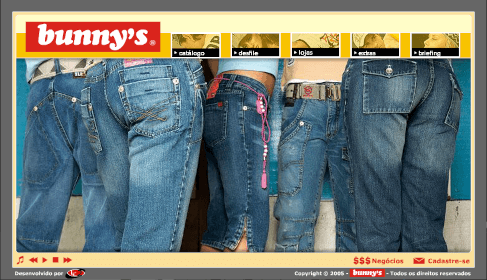 bunny's®
catálogo
desfile
lojas
extras
briefing
$$$ Negócios
Cadastre-se
Desenvolvido por
Copyright © 2005 - bunny's - Todos os direitos reservados